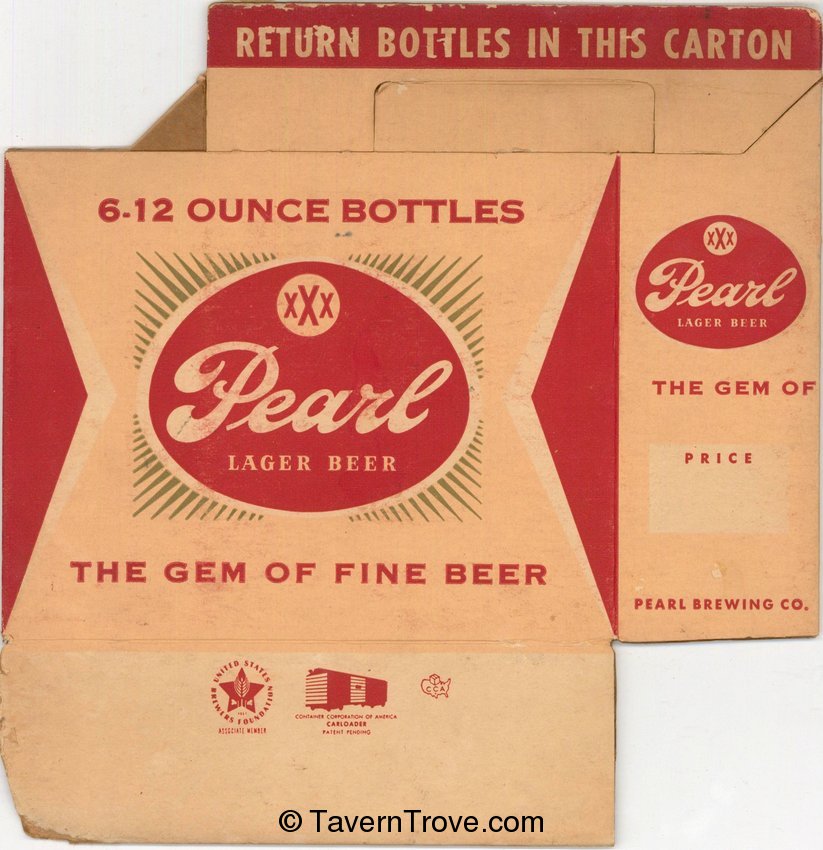 RETURN BOTTLES IN THIS CARTON
6-12 OUNCE BOTTLES
XXX
Pearl
LAGER BEER
THE GEM OF FINE BEER
XXX
Pearl
LAGER BEER
THE GEM OF
PRICE
PEARL BREWING CO.
UNITED STATES
BREWERS FOUNDATION
ASSOCIATE MEMBER
CONTAINER CORPORATION OF AMERICA
CARLOADER
PATENT PENDING
CCA
© TavernTrove.com